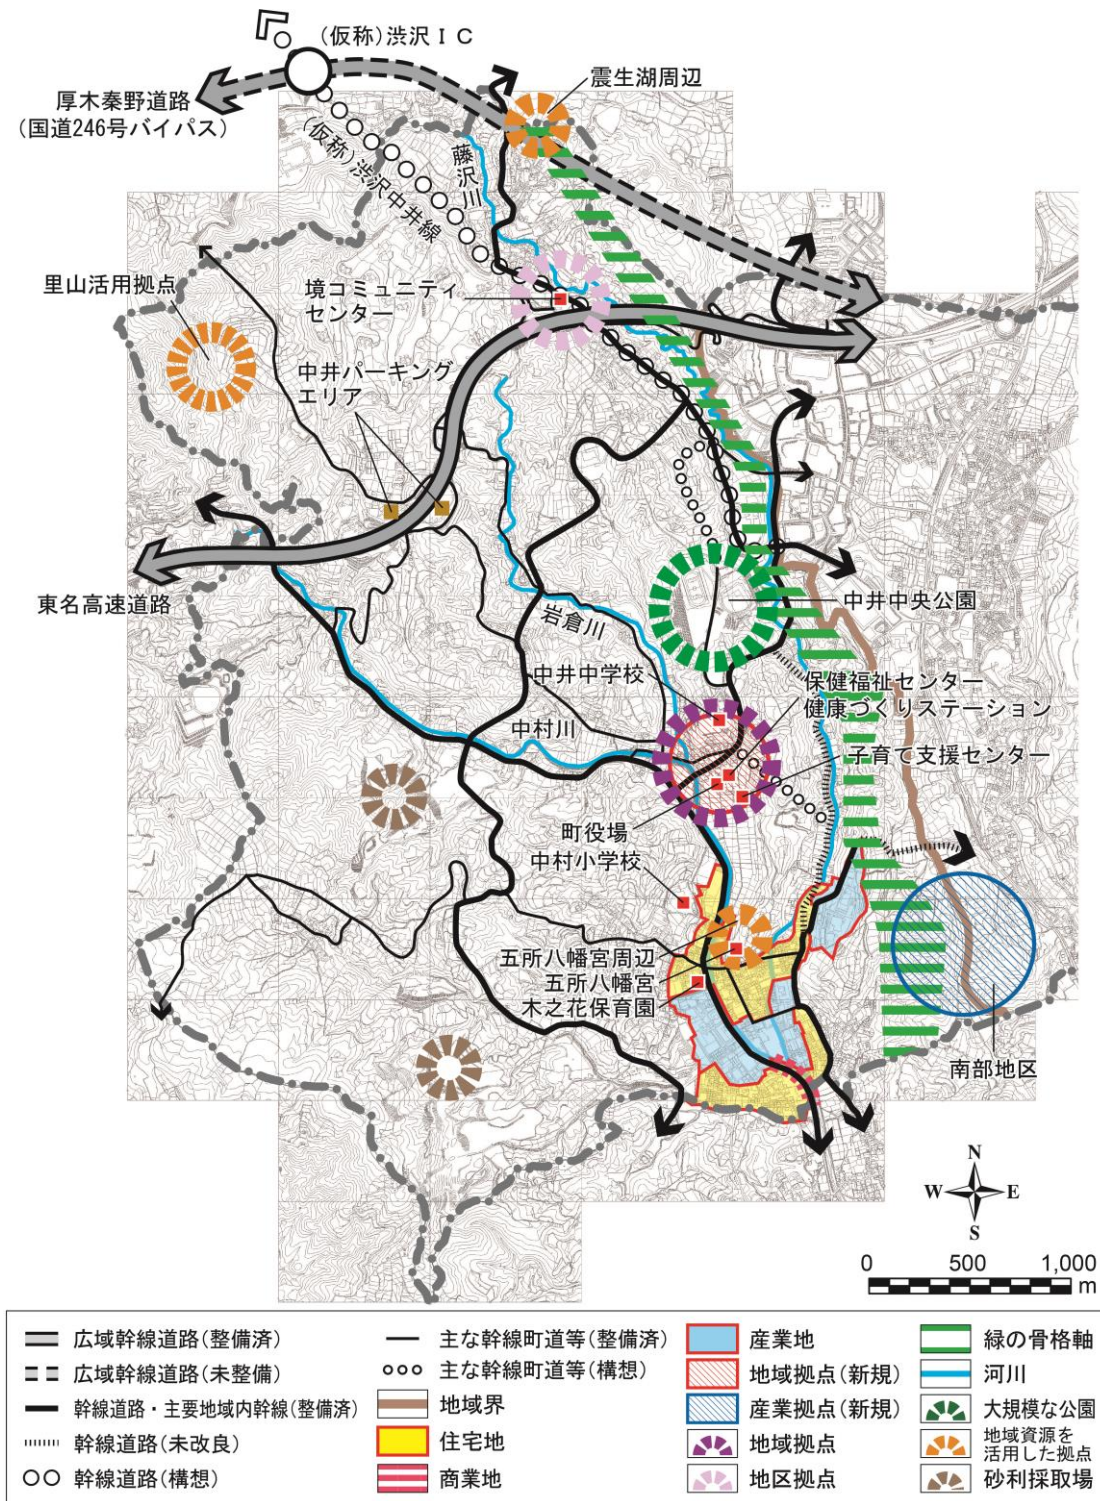 (仮称)渋沢IC
厚木秦野道路
(国道246号バイパス)
震生湖周辺
(仮称)渋沢中井線
藤沢川
里山活用拠点
境コミュニティ
センター
中井パーキング
エリア
東名高速道路
岩倉川
中井中央公園
中井中学校
保健福祉センター
健康づくりステーション
中村川
子育て支援センター
町役場
中村小学校
五所八幡宮周辺
五所八幡宮
木之花保育園
南部地区
N
W E
S
0 500 1,000
m
広域幹線道路(整備済)
広域幹線道路(未整備)
幹線道路・主要地域内幹線(整備済)
幹線道路(未改良)
幹線道路(構想)
主な幹線町道等(整備済)
主な幹線町道等(構想)
地域界
住宅地
商業地
産業地
地域拠点(新規)
産業拠点(新規)
地域拠点
地区拠点
緑の骨格軸
河川
大規模な公園
地域資源を
活用した拠点
砂利採取場